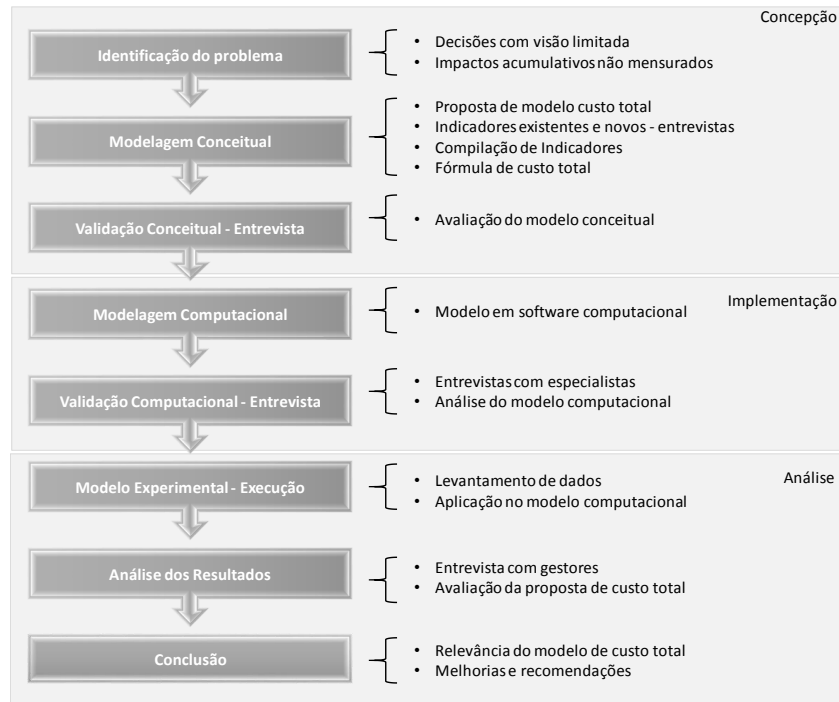 Concepção
Identificação do problema
• Decisões com visão limitada
• Impactos acumulativos não mensurados
Modelagem Conceitual
• Proposta de modelo custo total
• Indicadores existentes e novos - entrevistas
• Compilação de Indicadores
• Fórmula de custo total
Validação Conceitual - Entrevista
• Avaliação do modelo conceitual
Implementação
Modelagem Computacional
• Modelo em software computacional
Validação Computacional - Entrevista
• Entrevistas com especialistas
• Análise do modelo computacional
Análise
Modelo Experimental - Execução
• Levantamento de dados
• Aplicação no modelo computacional
Análise dos Resultados
• Entrevista com gestores
• Avaliação da proposta de custo total
Conclusão
• Relevância do modelo de custo total
• Melhorias e recomendações